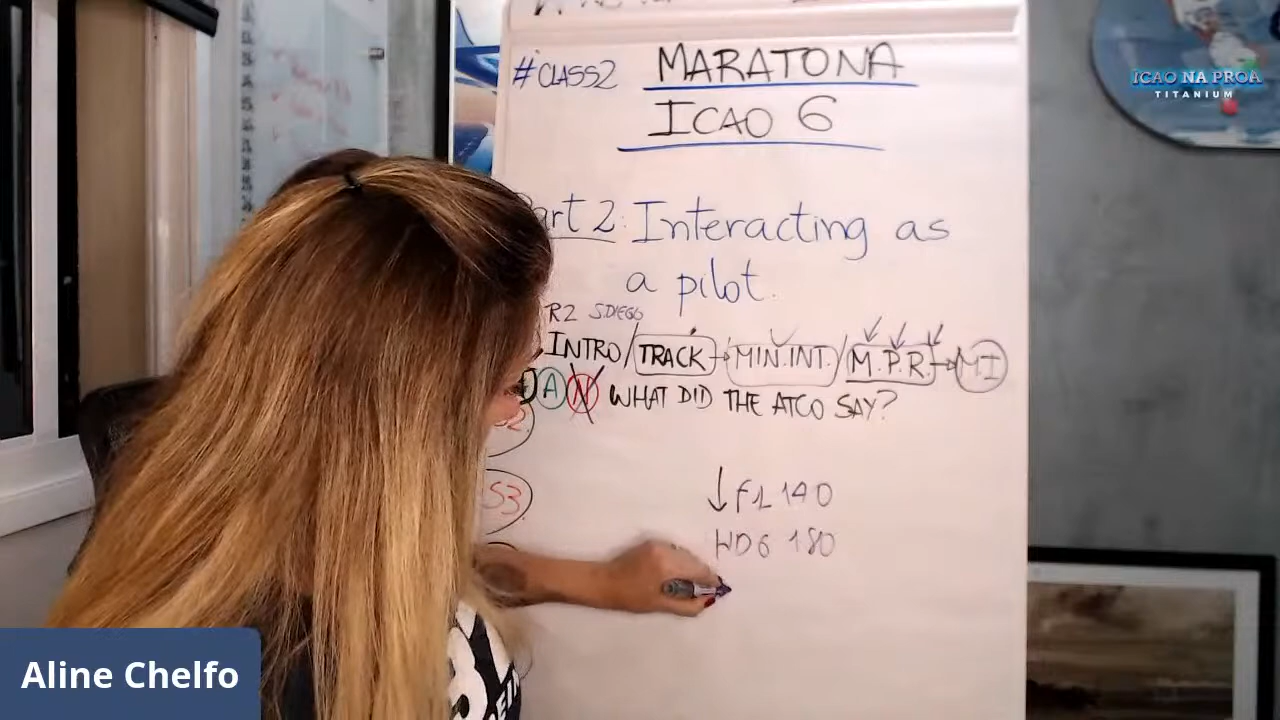 #CLASS2 MARATONA
ICAO 6
ICAO NA PROA
TITANIUM
Part 2: Interacting as
a pilot.
R2 S.DIEGO
INTRO/TRACK→MIN.INT./M.P.R.→MI
A N WHAT DID THE ATCO SAY?
S3
↓ FL 140
HDG 180
Aline Chelfo